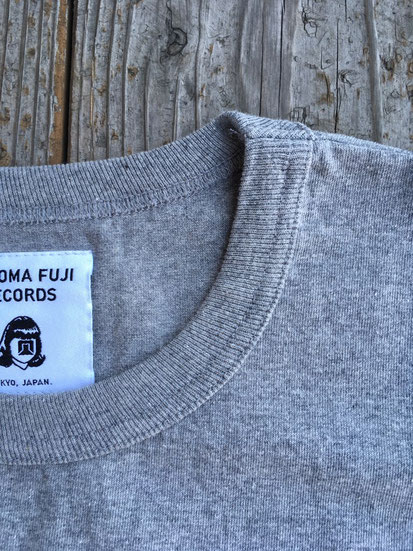 OMA FUJI
ECORDS
KYO, JAPAN.